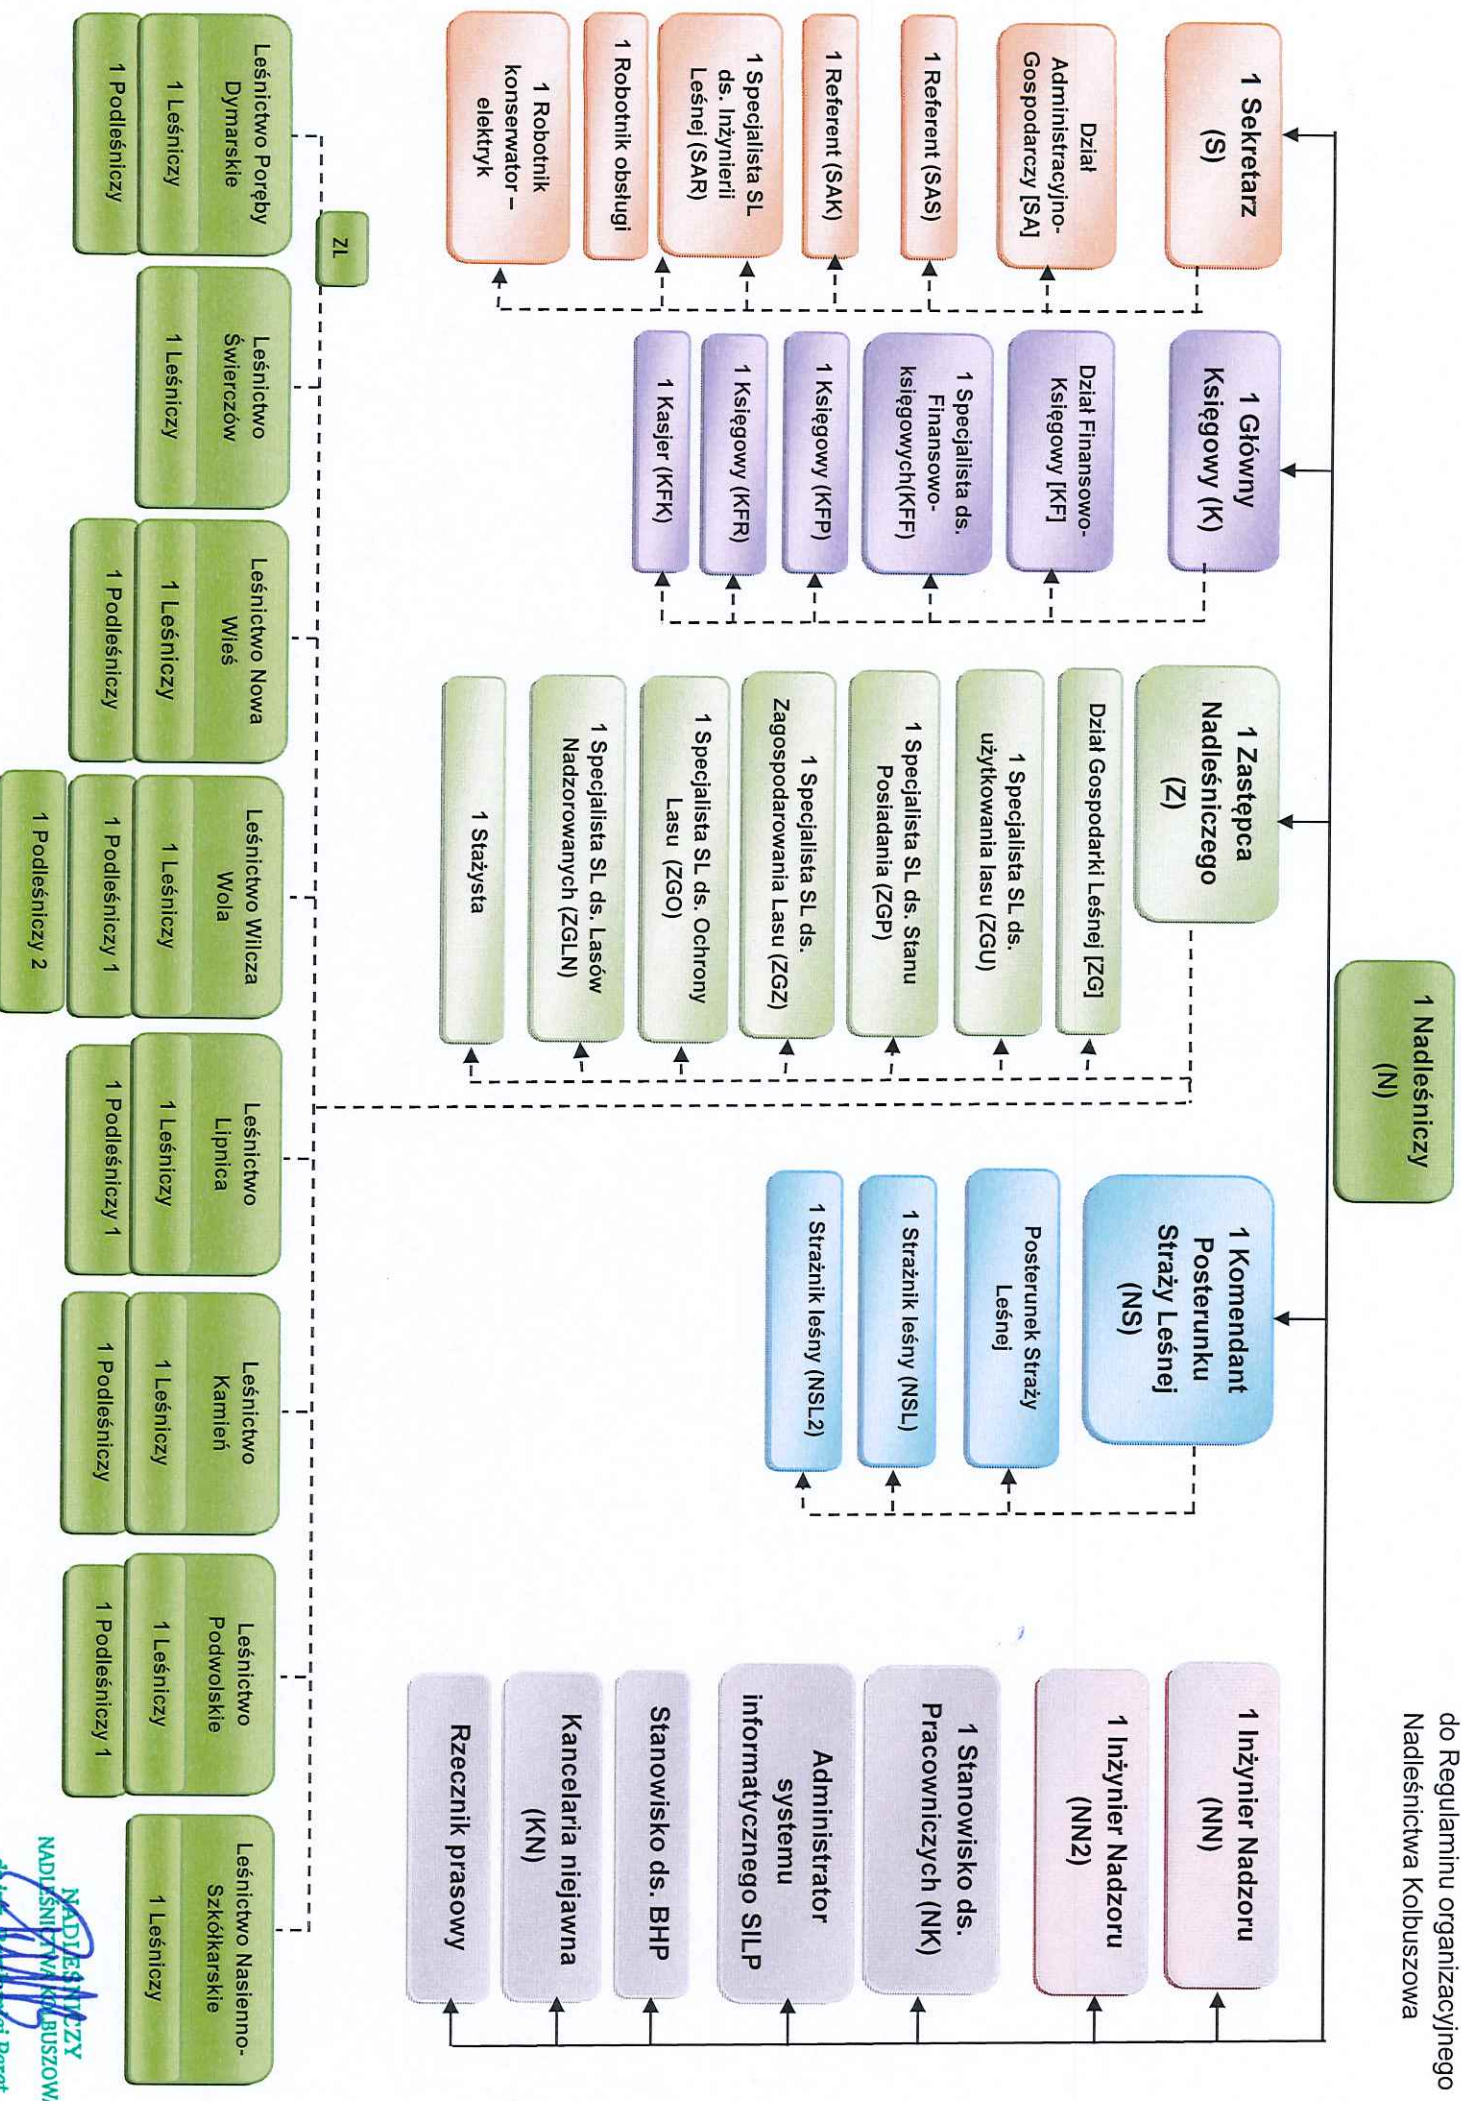 do Regulaminu organizacyjnego
Nadleśnictwa Kolbuszowa
1 Nadleśniczy
(N)
1 Sekretarz
(S)
Dział
Administracyjno-
Gospodarczy [SA]
1 Referent (SAS)
1 Referent (SAK)
1 Specjalista SL
ds. Inżynierii
Leśnej (SAR)
1 Robotnik obsługi
1 Robotnik
konserwator –
elektryk
1 Główny
Księgowy (K)
Dział Finansowo-
Księgowy [KF]
1 Specjalista ds.
Finansowo-
księgowych(KFF)
1 Księgowy (KFP)
1 Księgowy (KFR)
1 Kasjer (KFK)
1 Zastępca
Nadleśniczego
(Z)
Dział Gospodarki Leśnej [ZG]
1 Specjalista SL ds.
użytkowania lasu (ZGU)
1 Specjalista SL ds. Stanu
Posiadania (ZGP)
1 Specjalista SL ds.
Zagospodarowania Lasu (ZGZ)
1 Specjalista SL ds. Ochrony
Lasu (ZGO)
1 Specjalista SL ds. Lasów
Nadzorowanych (ZGLN)
1 Stażysta
1 Komendant
Posterunku
Straży Leśnej
(NS)
Posterunek Straży
Leśnej
1 Strażnik leśny (NSL)
1 Strażnik leśny (NSL2)
1 Inżynier Nadzoru
(NN)
1 Inżynier Nadzoru
(NN2)
1 Stanowisko ds.
Pracowniczych (NK)
Administrator
systemu
informatycznego SILP
Stanowisko ds. BHP
Kancelaria niejawna
(KN)
Rzecznik prasowy
ZL
Leśnictwo Poręby
Dymarskie
1 Leśniczy
1 Podleśniczy
Leśnictwo
Świerczów
1 Leśniczy
Leśnictwo Nowa
Wieś
1 Leśniczy
1 Podleśniczy
Leśnictwo Wilcza
Wola
1 Leśniczy
1 Podleśniczy 1
1 Podleśniczy 2
Leśnictwo
Lipnica
1 Leśniczy
1 Podleśniczy 1
Leśnictwo
Kamień
1 Leśniczy
1 Podleśniczy
Leśnictwo
Podwolskie
1 Leśniczy
1 Podleśniczy 1
Leśnictwo Nasienno-
Szkółkarskie
1 Leśniczy
NADLEŚNICZY
NADLEŚNICTWA KOLBUSZOWA